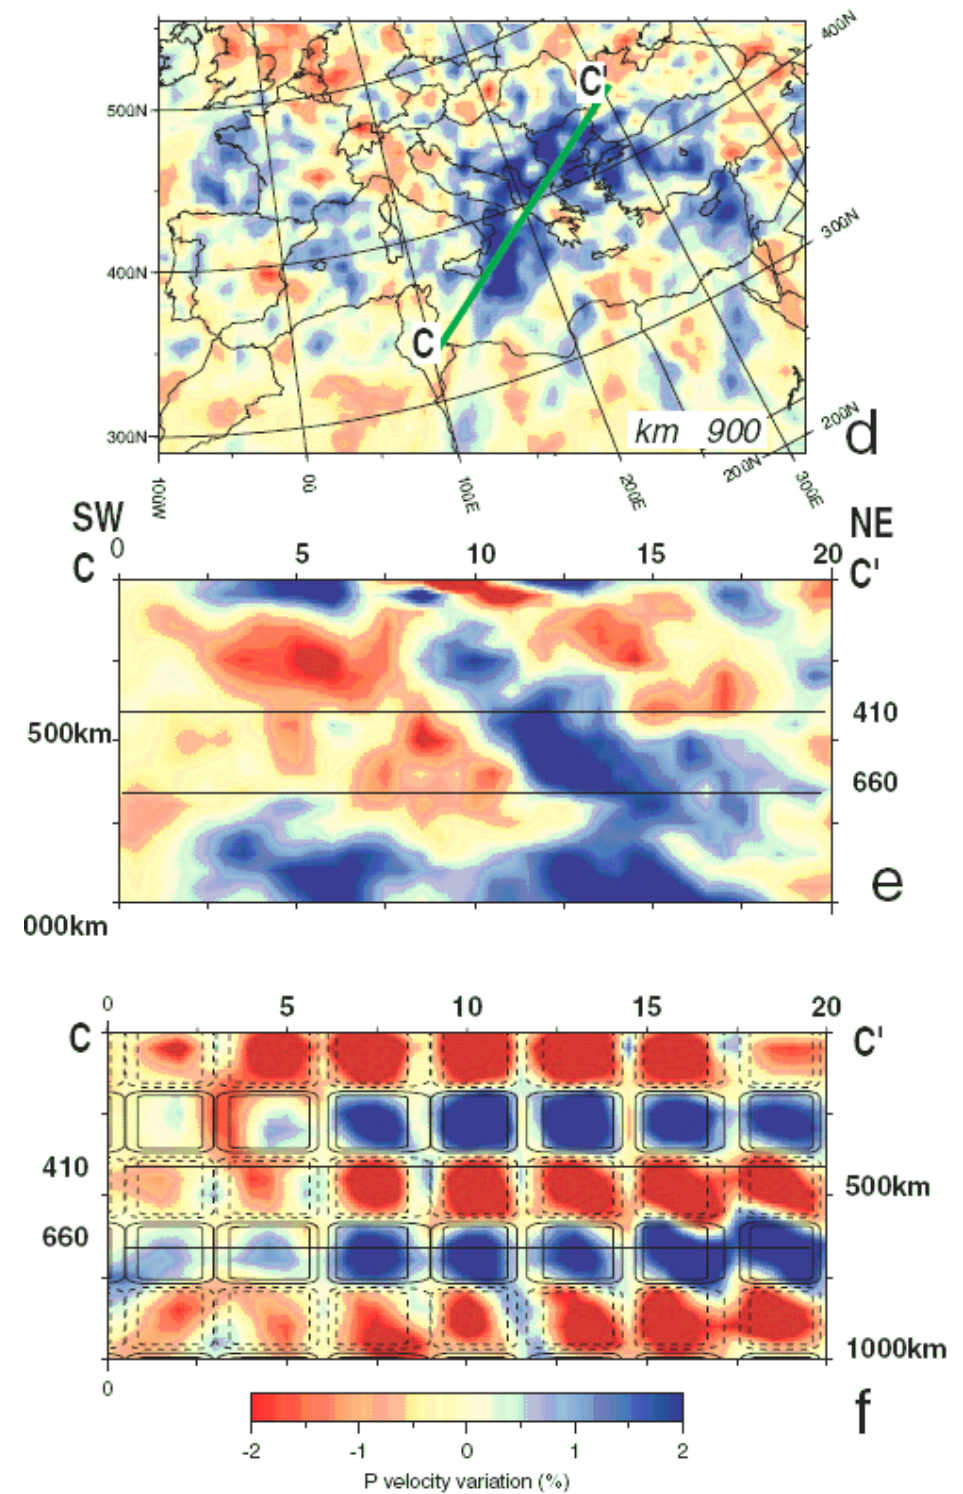 400N
C'
500N
300N
400N
C
300N
km 900
200N
d
200N
100W
00
100E
200E
300E
SW
NE
0 5 10 15 20
C C'
410
500km
660
e
000km
0 5 10 15 20
C C'
410
500km
660
1000km
0
f
-2 -1 0 1 2
P velocity variation (%)